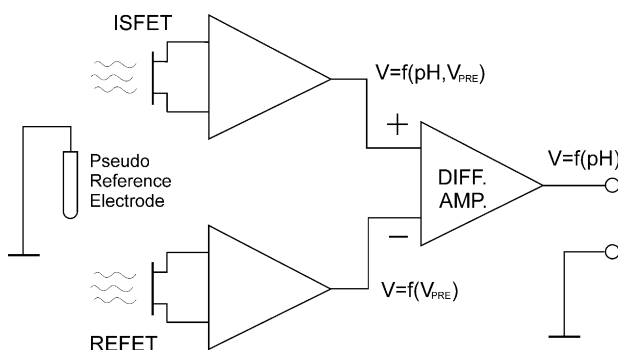 ISFET
V=f(pH,VPRE)
+
Pseudo
Reference
Electrode
DIFF.
AMP.
V=f(pH)
−
V=f(VPRE)
REFET